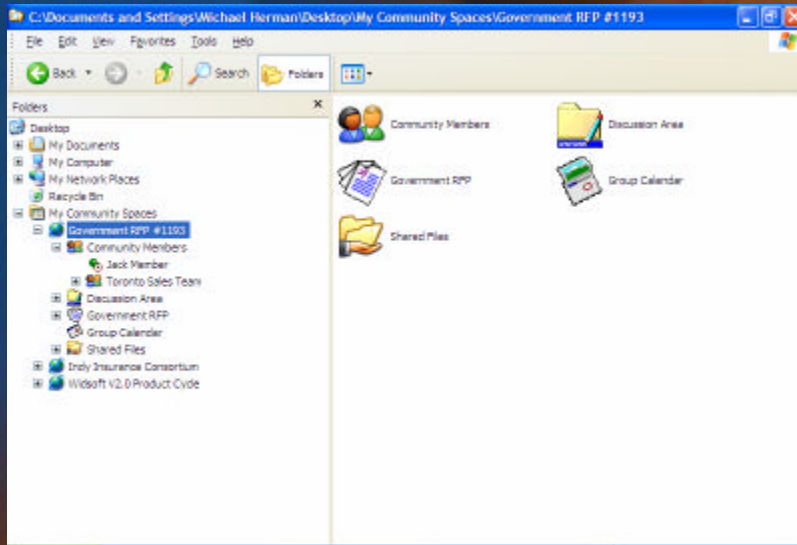 C:\Documents and Settings\Michael Herman\Desktop\My Community Spaces\Government RFP #1193
File Edit View Favorites Tools Help
Back Search Folders
Folders
Desktop
My Documents
My Computer
My Network Places
Recycle Bin
My Community Spaces
Government RFP #1193
Community Members
Jack Member
Toronto Sales Team
Discussion Area
Government RFP
Group Calendar
Shared Files
Indy Insurance Consortium
Widsoft V2.0 Product Cycle
Community Members
Discussion Area
Government RFP
Group Calendar
Shared Files